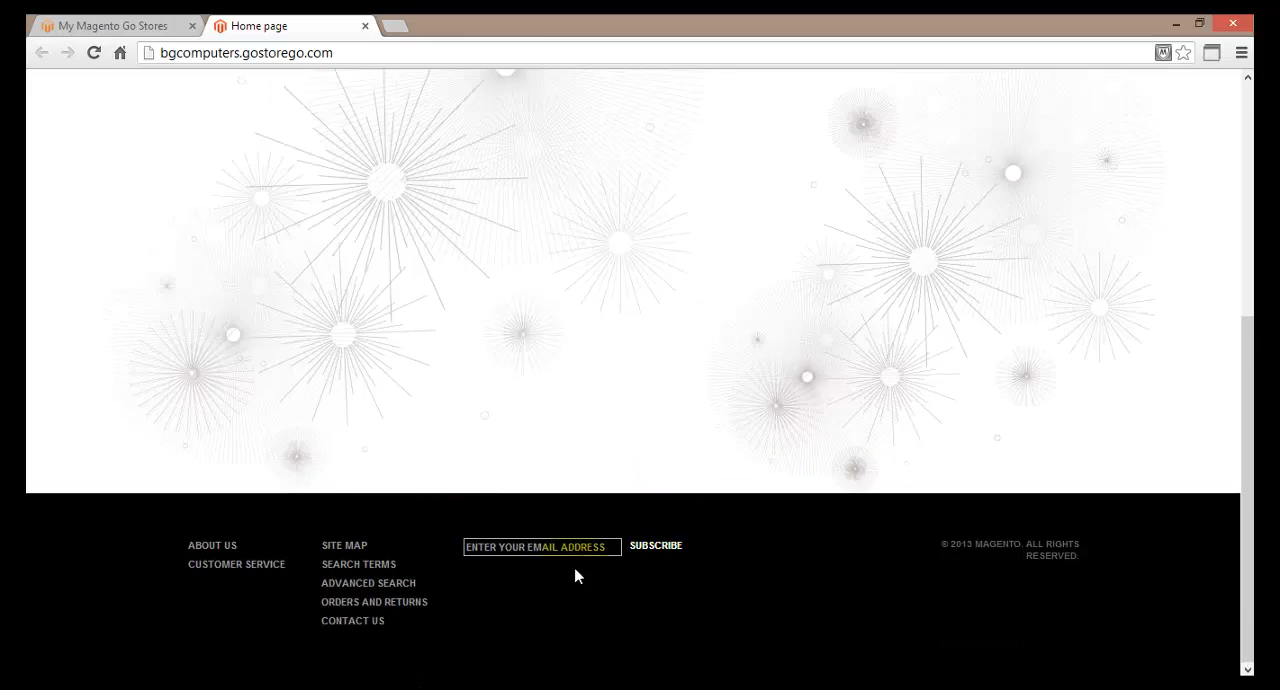 My Magento Go Stores
Home page
bgcomputers.gostorego.com
ABOUT US
CUSTOMER SERVICE
SITE MAP
SEARCH TERMS
ADVANCED SEARCH
ORDERS AND RETURNS
CONTACT US
ENTER YOUR EMAIL ADDRESS
SUBSCRIBE
© 2013 MAGENTO. ALL RIGHTS
RESERVED.